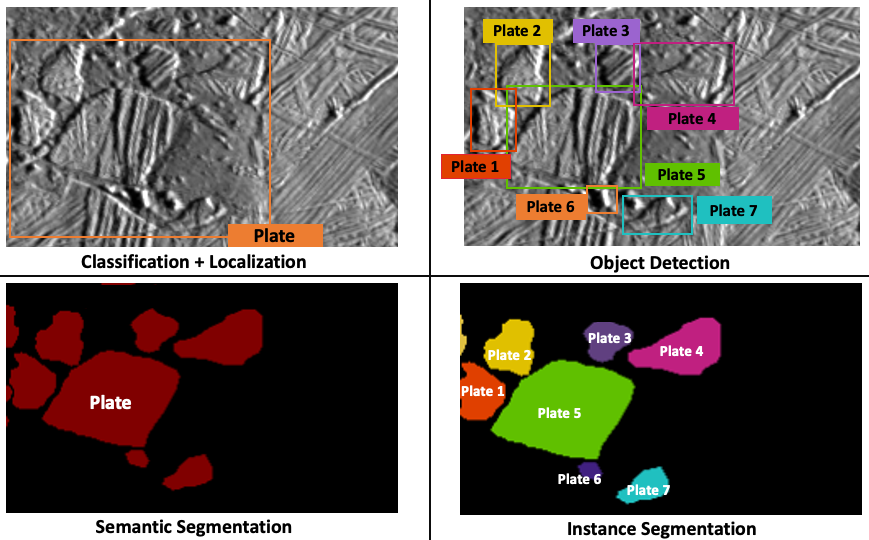 Plate
Classification + Localization
Plate 2
Plate 3
Plate 4
Plate 1
Plate 5
Plate 6
Plate 7
Object Detection
Plate
Semantic Segmentation
Plate 3
Plate 2
Plate 4
Plate 1
Plate 5
Plate 6
Plate 7
Instance Segmentation